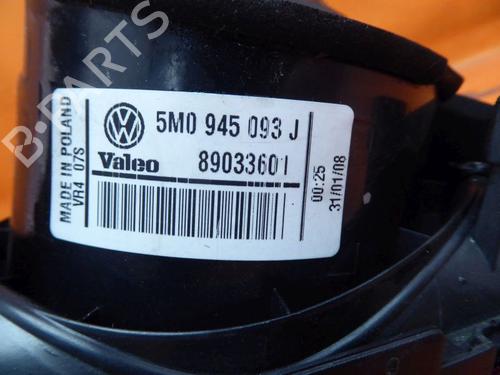 B-PARTS
MADE IN POLAND
VR4 07S
5M0 945 093 J
Valeo 89033601
00:25
31/01/08